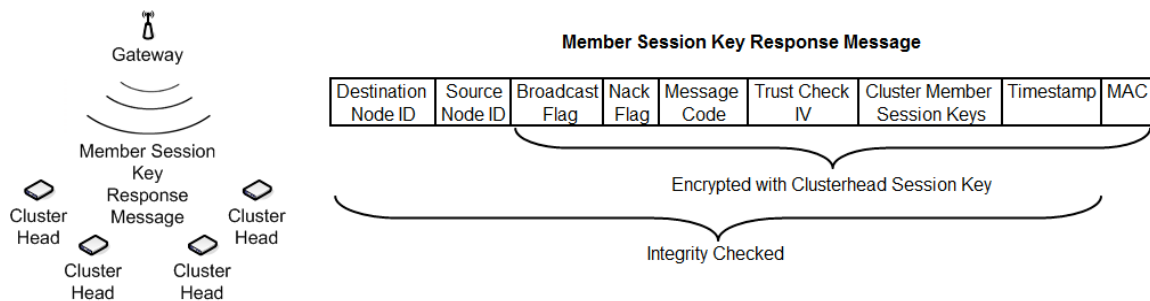 Gateway
Member Session
Key
Response
Message
Cluster
Head
Cluster
Head
Cluster
Head
Cluster
Head
Member Session Key Response Message
Destination
Node ID
Source
Node ID
Broadcast
Flag
Nack
Flag
Message
Code
Trust Check
IV
Cluster Member
Session Keys
Timestamp
MAC
Encrypted with Clusterhead Session Key
Integrity Checked